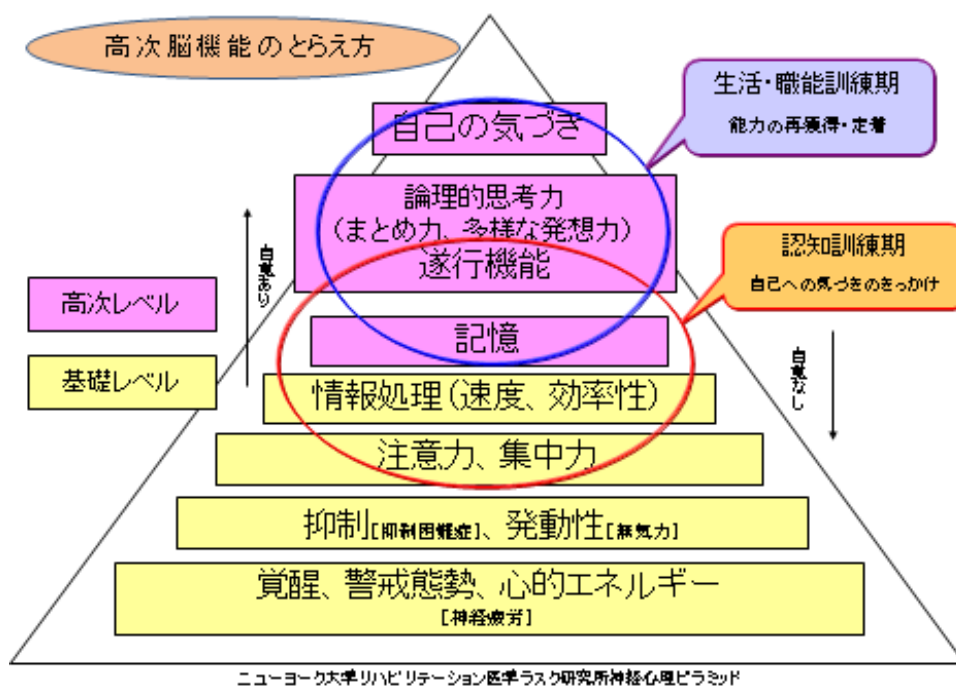 高次脳機能のとらえ方
自己の気づき
生活・職能訓練期
能力の再獲得・定着
論理的思考力
(まとめ力、多様な発想力)
遂行機能
認知訓練期
自己への気づきのきっかけ
自覚あり
自覚なし
高次レベル
基礎レベル
記憶
情報処理(速度、効率性)
注意力、集中力
抑制[抑制困難症]、発動性[無気力]
覚醒、警戒態勢、心的エネルギー
[神経疲労]
ニューヨーク大学リハビリテーション医学ラスク研究所神経心理ピラミッド